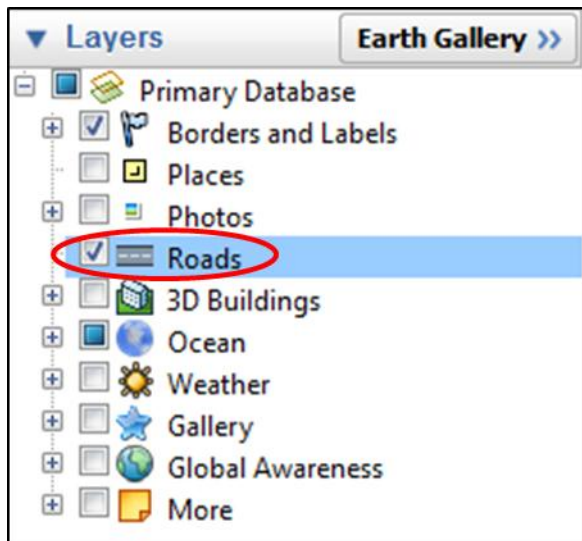 Layers Earth Gallery »
Primary Database
Borders and Labels
Places
Photos
Roads
3D Buildings
Ocean
Weather
Gallery
Global Awareness
More